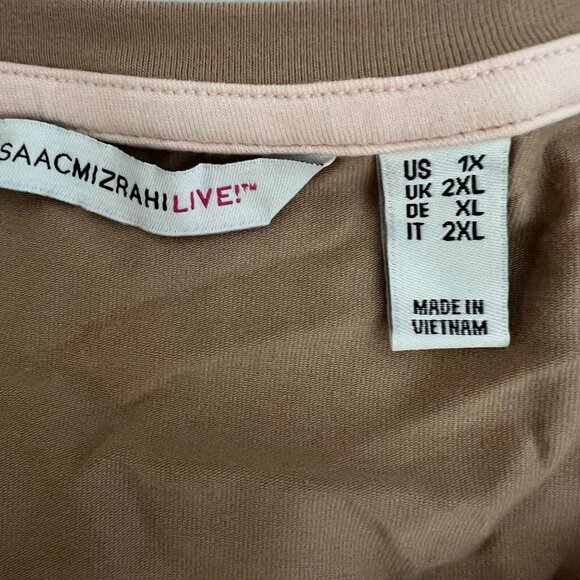 SAACMIZRAHILIVE!™
US 1X
UK 2XL
DE XL
IT 2XL
MADE IN
VIETNAM